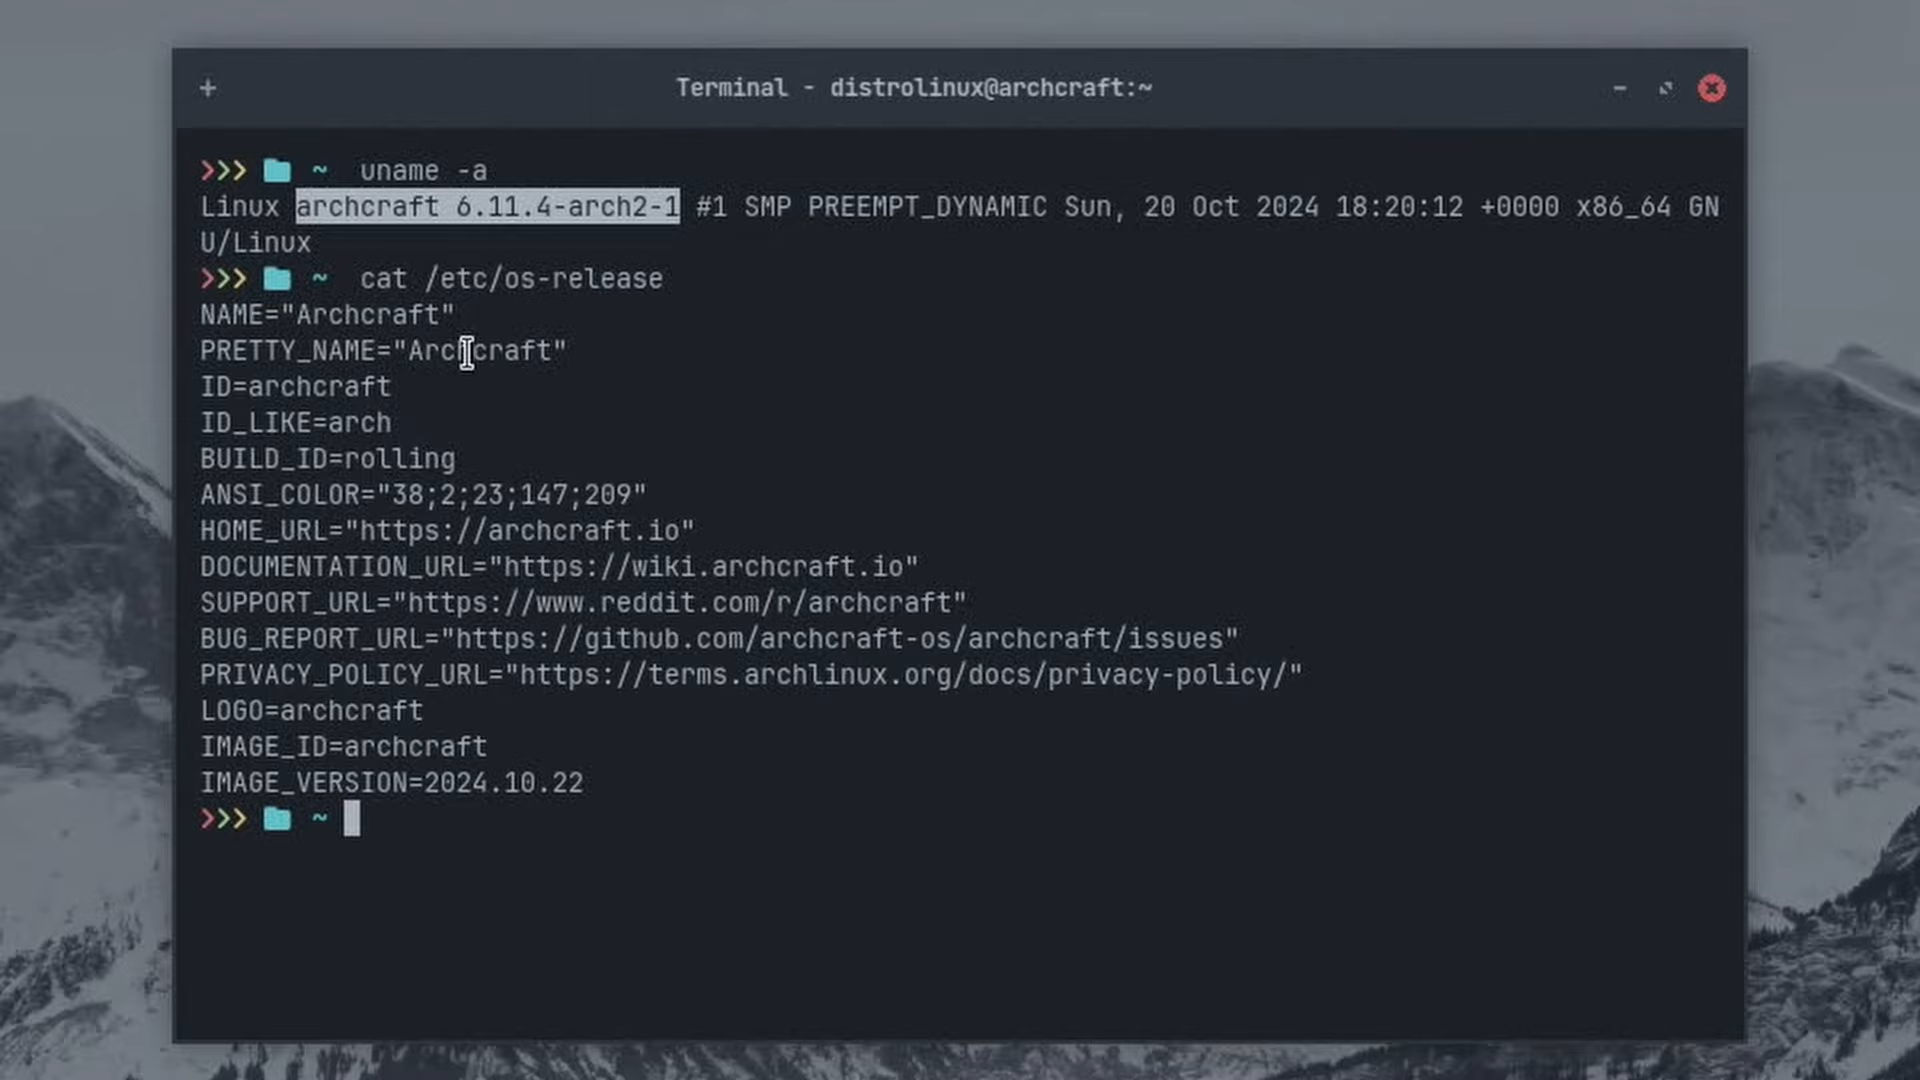 + Terminal - distrolinux@archcraft:~
>>> ~ uname -a
Linux archcraft 6.11.4-arch2-1 #1 SMP PREEMPT_DYNAMIC Sun, 20 Oct 2024 18:20:12 +0000 x86_64 GN
U/Linux
>>> ~ cat /etc/os-release
NAME="Archcraft"
PRETTY_NAME="Archcraft"
ID=archcraft
ID_LIKE=arch
BUILD_ID=rolling
ANSI_COLOR="38;2;23;147;209"
HOME_URL="https://archcraft.io"
DOCUMENTATION_URL="https://wiki.archcraft.io"
SUPPORT_URL="https://www.reddit.com/r/archcraft"
BUG_REPORT_URL="https://github.com/archcraft-os/archcraft/issues"
PRIVACY_POLICY_URL="https://terms.archlinux.org/docs/privacy-policy/"
LOGO=archcraft
IMAGE_ID=archcraft
IMAGE_VERSION=2024.10.22
>>> ~